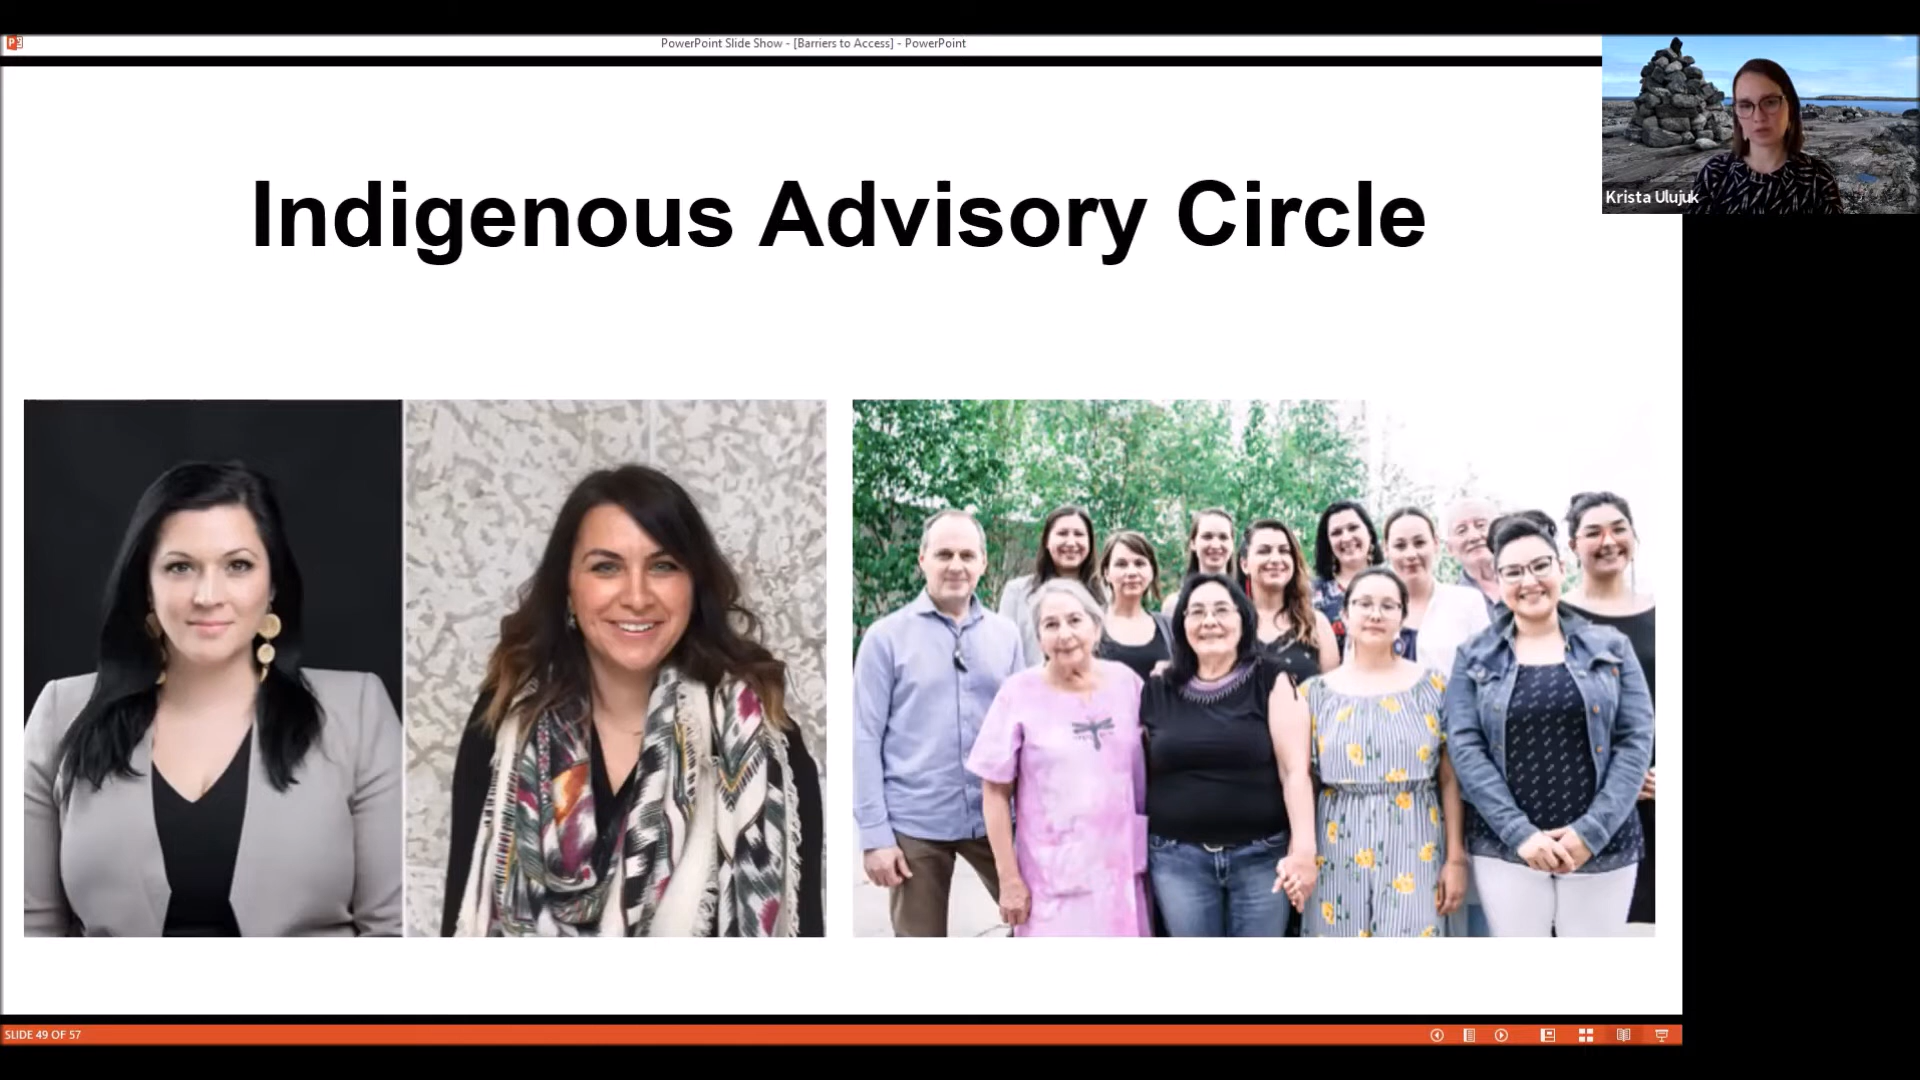 PowerPoint Slide Show - [Barriers to Access] - PowerPoint
Krista Ulujuk
Indigenous Advisory Circle
SLIDE 49 OF 57